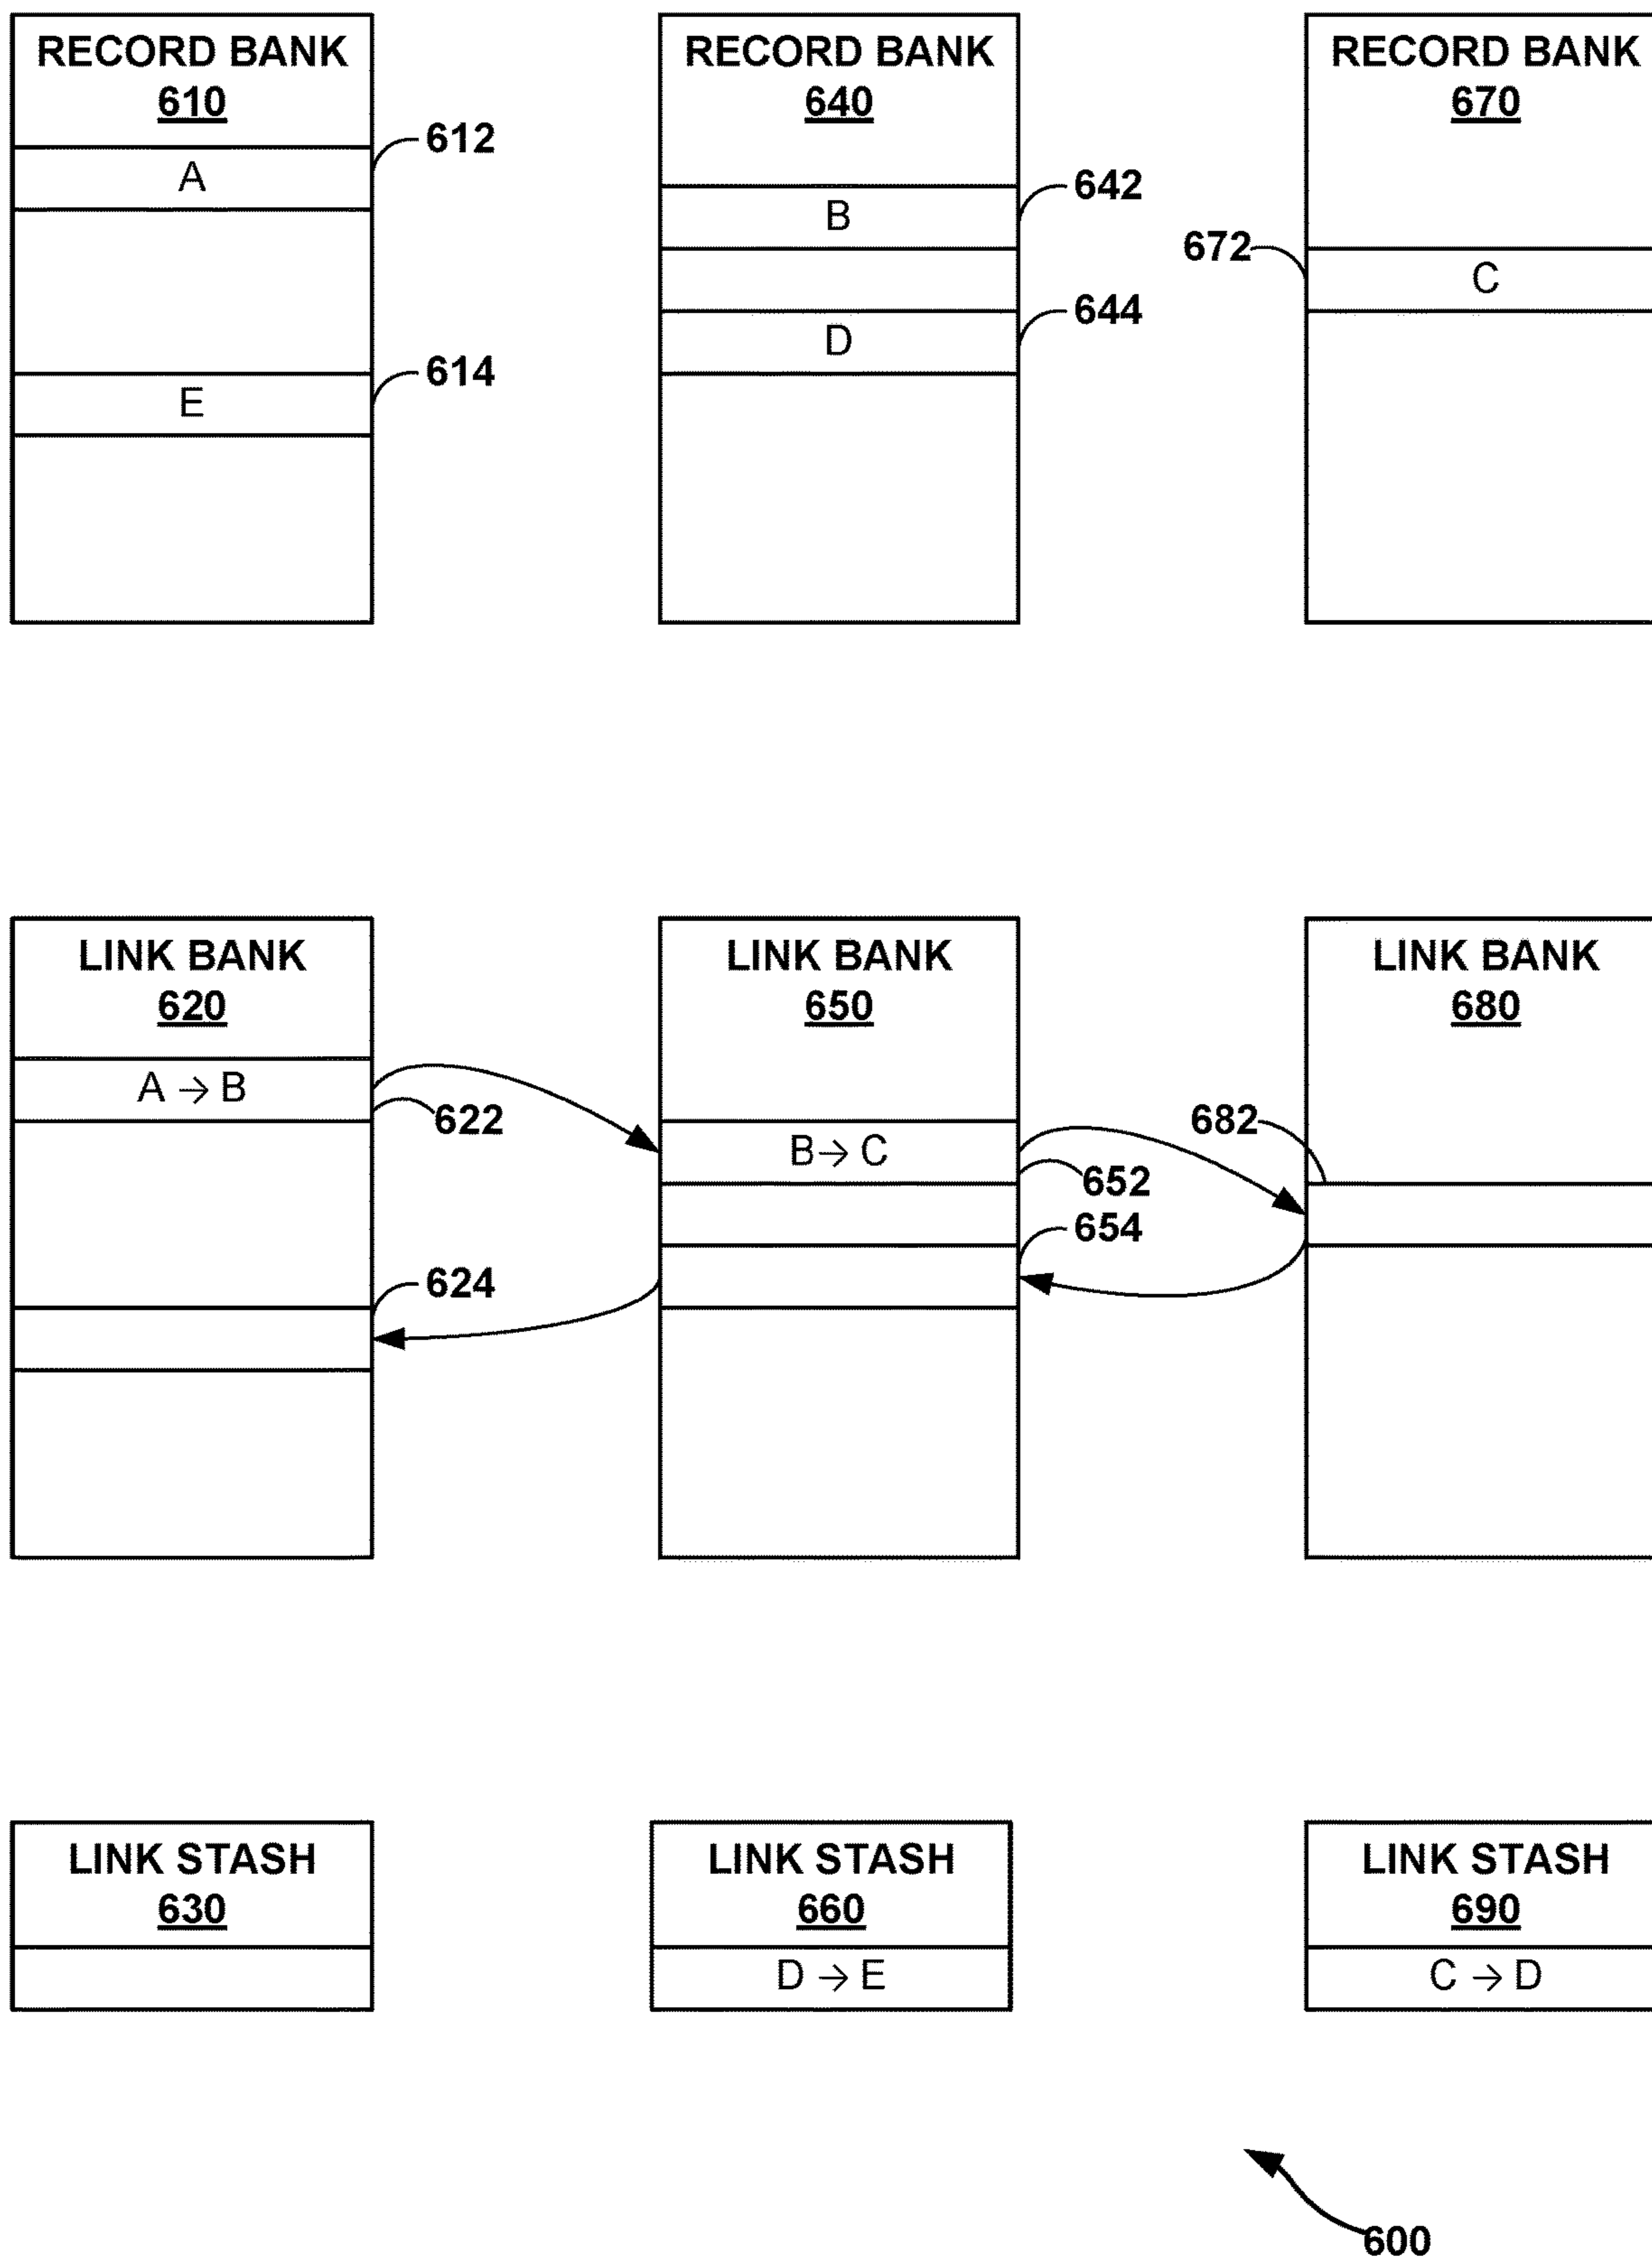 RECORD BANK
610
RECORD BANK
640
RECORD BANK
670
612
A
642
B
672
C
644
D
614
E
LINK BANK
620
LINK BANK
650
LINK BANK
680
A → B
622
682
B → C
652
654
624
LINK STASH
630
LINK STASH
660
LINK STASH
690
D → E
C → D
600